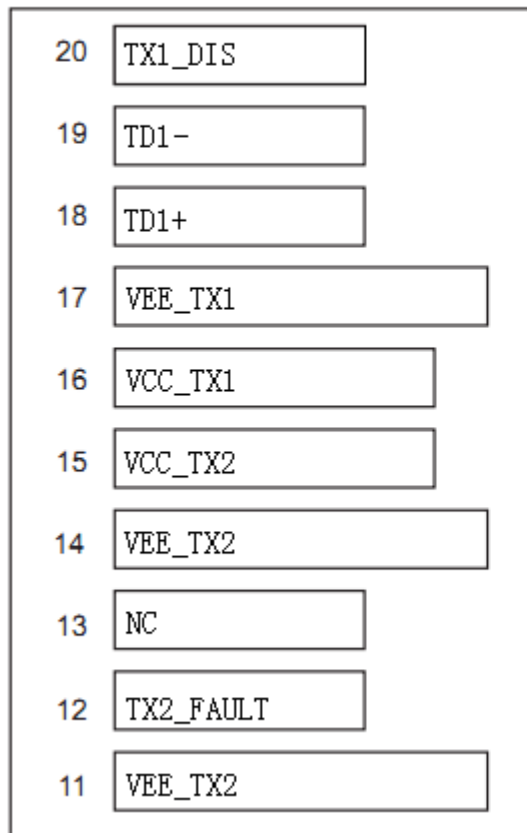 20 TX1_DIS
19 TD1-
18 TD1+
17 VEE_TX1
16 VCC_TX1
15 VCC_TX2
14 VEE_TX2
13 NC
12 TX2_FAULT
11 VEE_TX2